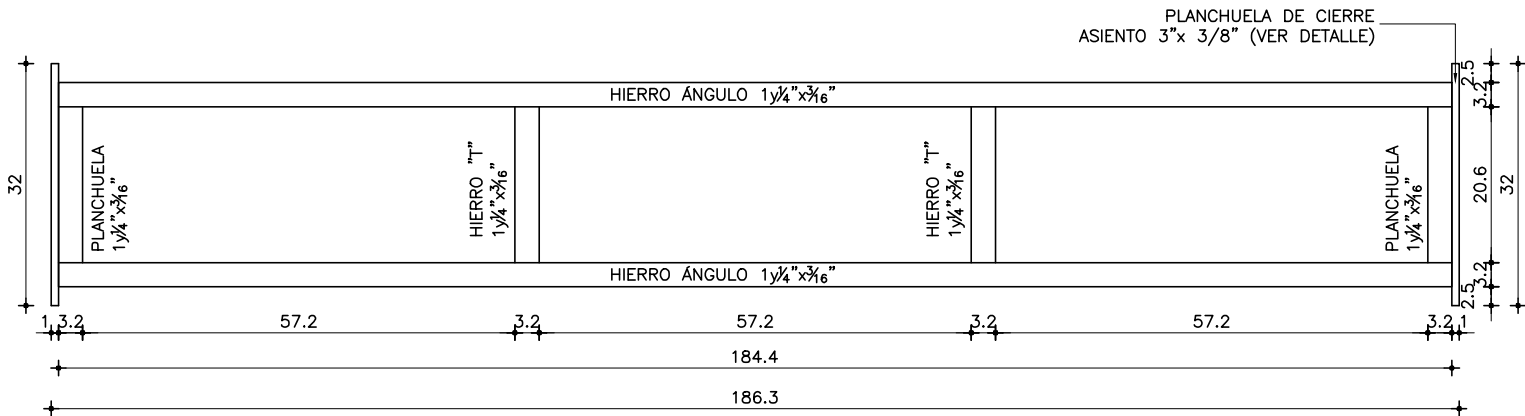 PLANCHUELA DE CIERRE
ASIENTO 3"x 3/8" (VER DETALLE)
HIERRO ÁNGULO 1y1/4"x3/16"
32
PLANCHUELA
1y1/4"x3/16"
HIERRO "T"
1y1/4"x3/16"
HIERRO "T"
1y1/4"x3/16"
PLANCHUELA
1y1/4"x3/16"
2.5
3.2
20.6
3.2
2.5
32
HIERRO ÁNGULO 1y1/4"x3/16"
1 3.2 57.2 3.2 57.2 3.2 57.2 3.2 1
184.4
186.3